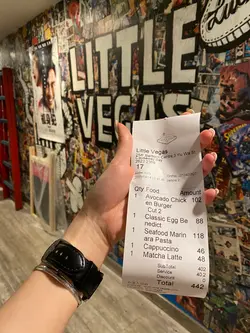 LITTLE
VEGAS
Little Vegas
17
Qty Food Amount
1 Avocado Chick 102
en Burger
Cut 2
1 Classic Egg Be 88
nedict
1 Seafood Marin 118
ara Pasta
1 Cappuccino 46
1 Matcha Latte 48
SubTotal 402
Service 40.2
Discount
Total 442